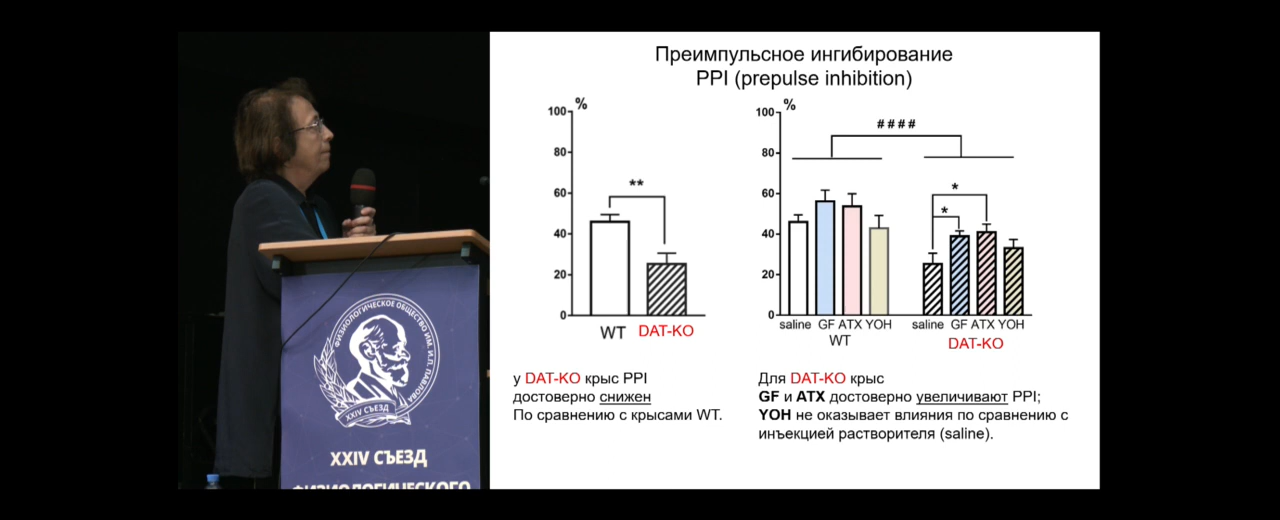 Преимпульсное ингибирование
PPI (prepulse inhibition)
%
100
80
60
40
20
0
**
WT
DAT-KO
%
100
80
60
40
20
0
####
*
*
saline GF ATX YOH
WT
saline GF ATX YOH
DAT-KO
у DAT-KO крыс PPI
достоверно снижен
По сравнению с крысами WT.
Для DAT-KO крыс
GF и ATX достоверно увеличивают PPI;
YOH не оказывает влияния по сравнению с
инъекцией растворителя (saline).
ФИЗИОЛОГИЧЕСКОЕ ОБЩЕСТВО ИМ. И.П. ПАВЛОВА
XXIV СЪЕЗД
XXIV СЪЕЗД
ФИЗИОЛОГИЧЕСКОГО